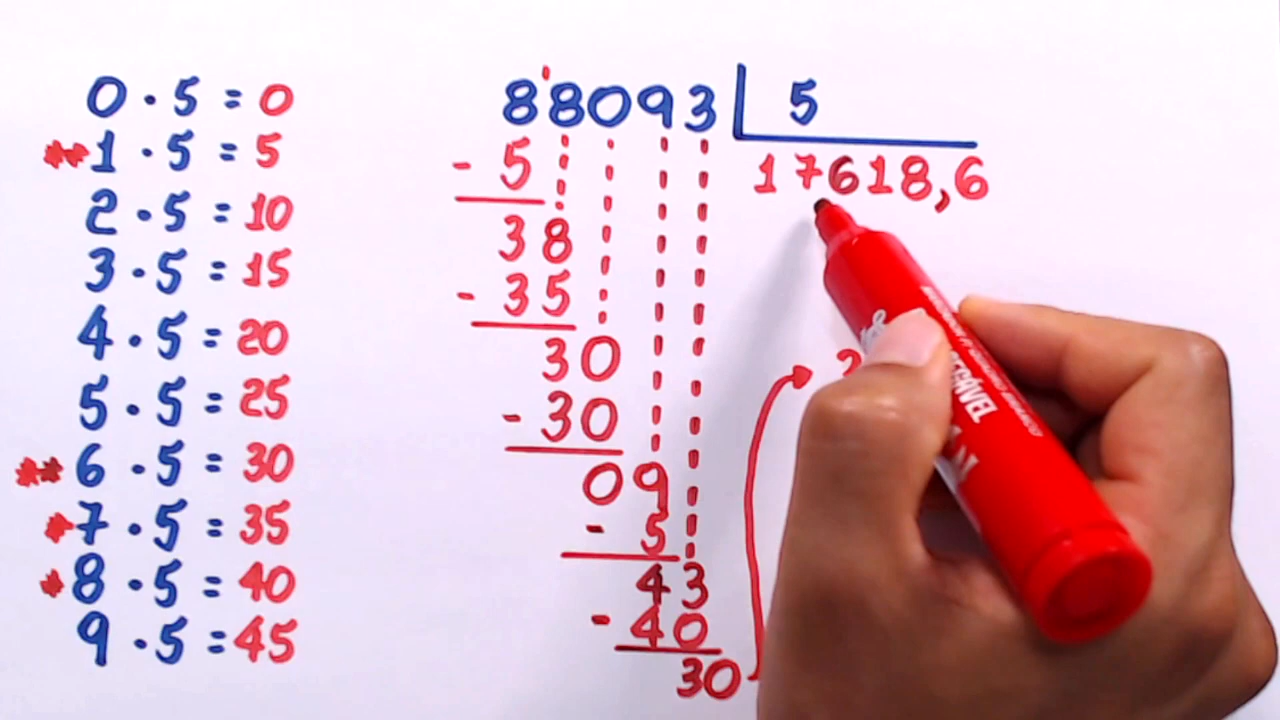 0 · 5 = 0
1 · 5 = 5
2 · 5 = 10
3 · 5 = 15
4 · 5 = 20
5 · 5 = 25
6 · 5 = 30
7 · 5 = 35
8 · 5 = 40
9 · 5 = 45
88093 5
- 5 17618,6
38
- 35
30
- 30
09
- 5
43
- 40
30